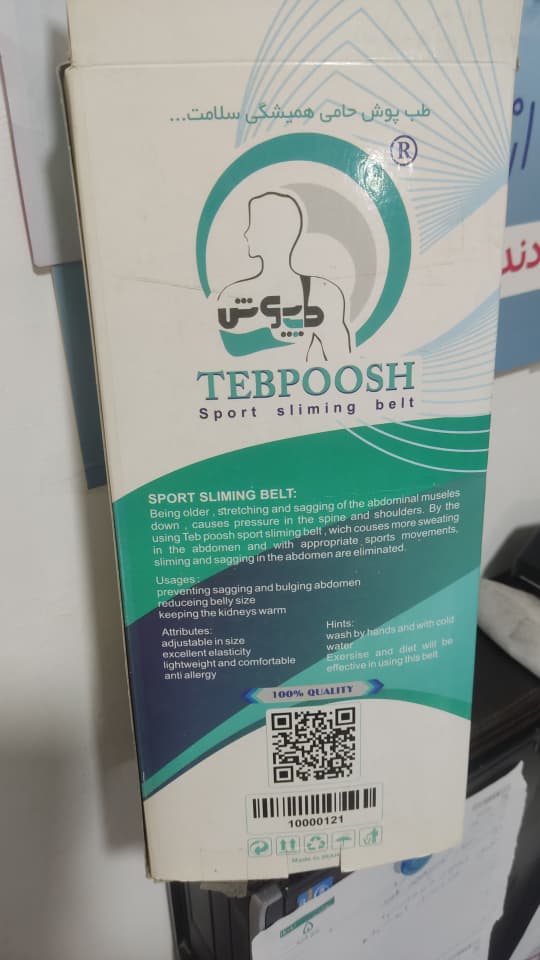 طب پوش حامی همیشگی سلامت...
®
طب پوش
TEBPOOSH
Sport sliming belt
SPORT SLIMING BELT:
Being older , stretching and sagging of the abdominal museles
down , causes pressure in the spine and shoulders. By the
using Teb poosh sport sliming belt , wich couses more sweating
in the abdomen and with appropriate sports movements,
sliming and sagging in the abdomen are eliminated.
Usages :
preventing sagging and bulging abdomen
reduceing belly size
keeping the kidneys warm
Attributes:
adjustable in size
excellent elasticity
lightweight and comfortable
anti allergy
Hints:
wash by hands and with cold
water
Exersise and diet will be
effective in using this belt
100% QUALITY
10000121
Made in IRAN